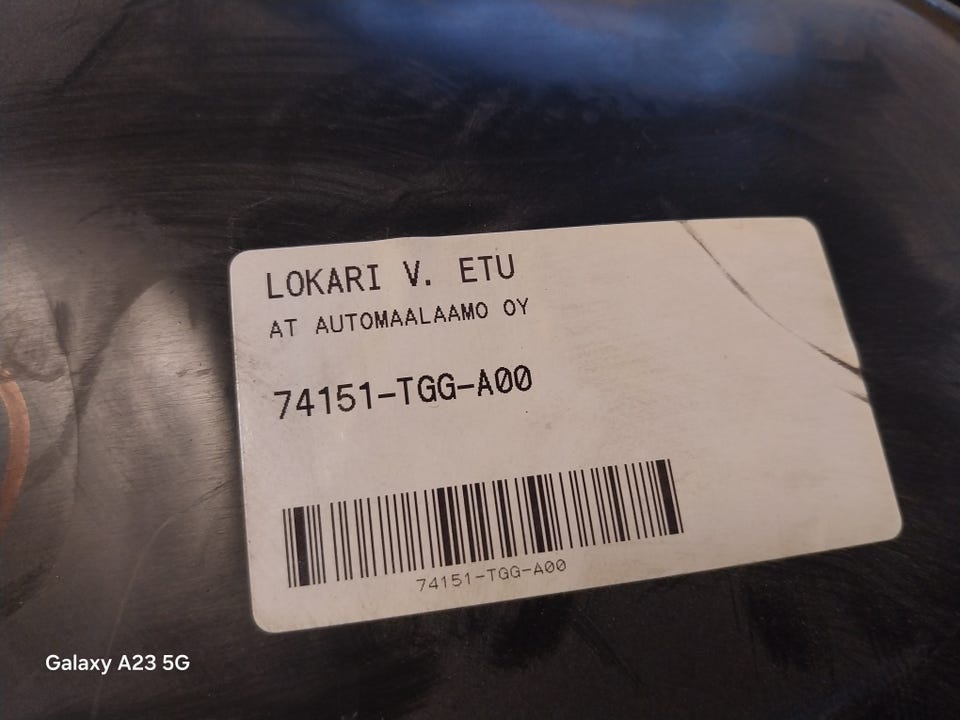 LOKARI V. ETU
AT AUTOMAALAAMO OY
74151-TGG-A00
74151-TGG-A00
Galaxy A23 5G